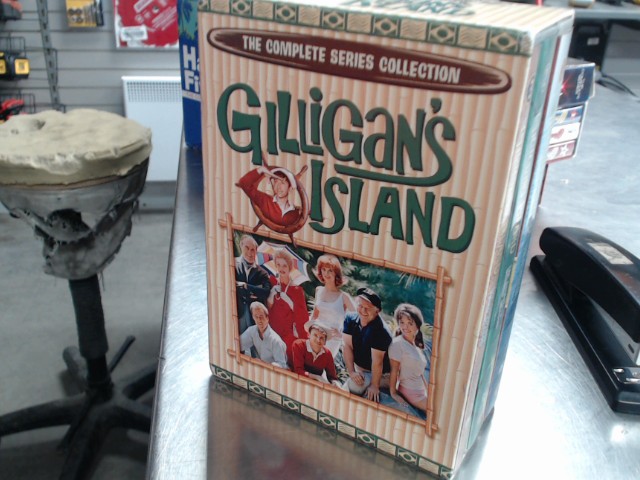 THE COMPLETE SERIES COLLECTION
GILLIGAN'S
ISLAND